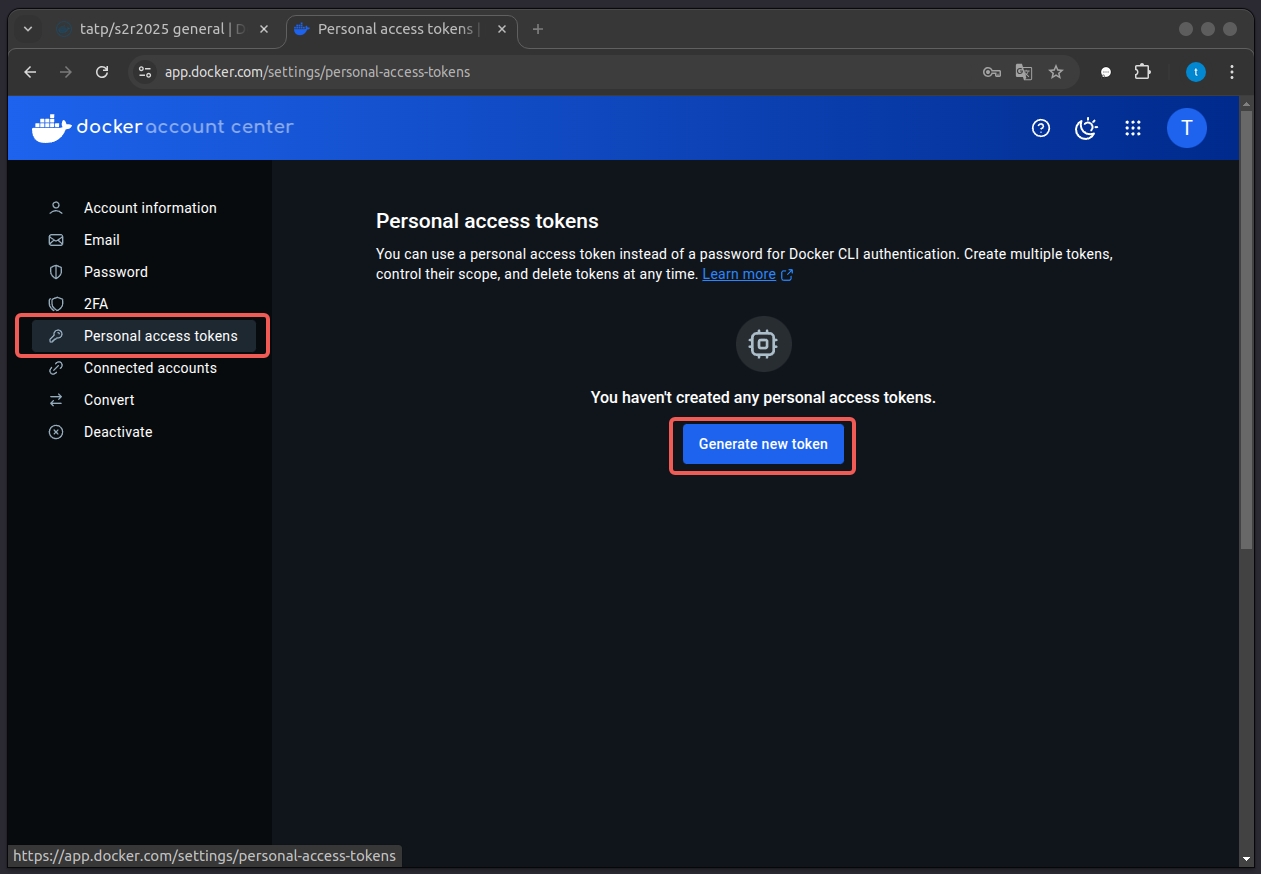 tatp/s2r2025 general | D
Personal access tokens |
app.docker.com/settings/personal-access-tokens
t
docker account center
T
Account information
Email
Password
2FA
Personal access tokens
Connected accounts
Convert
Deactivate
Personal access tokens
You can use a personal access token instead of a password for Docker CLI authentication. Create multiple tokens,
control their scope, and delete tokens at any time. Learn more
You haven't created any personal access tokens.
Generate new token
https://app.docker.com/settings/personal-access-tokens